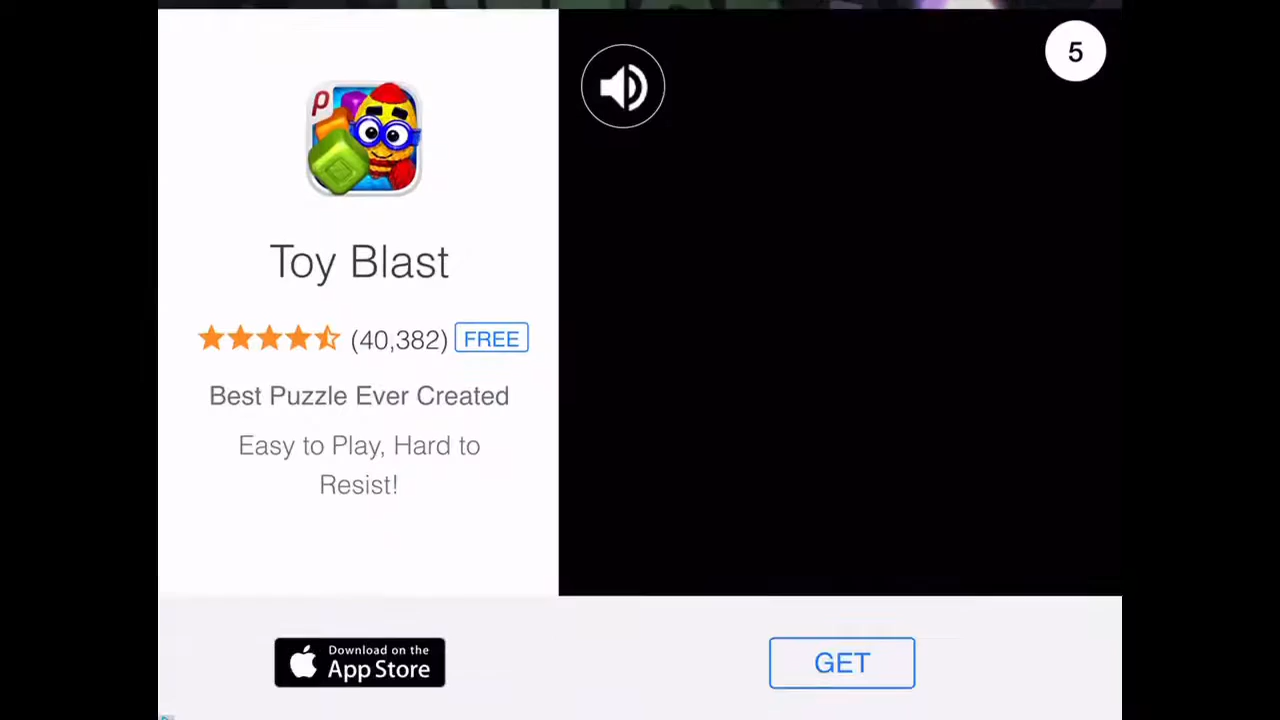 5
ρ
Toy Blast
(40,382) FREE
Best Puzzle Ever Created
Easy to Play, Hard to
Resist!
Download on the
App Store
GET